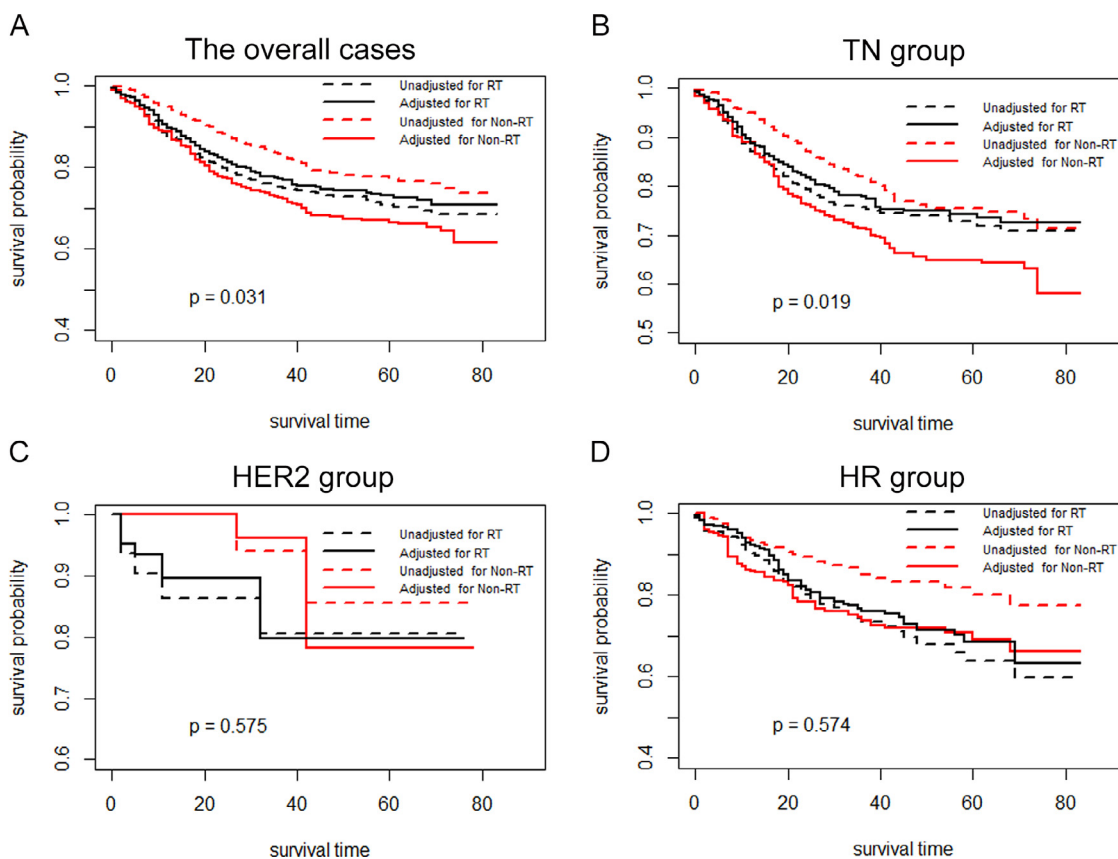 A
The overall cases
Unadjusted for RT
Adjusted for RT
Unadjusted for Non-RT
Adjusted for Non-RT
survival probability
1.0
0.8
0.6
0.4
p = 0.031
0 20 40 60 80
survival time
B
TN group
Unadjusted for RT
Adjusted for RT
Unadjusted for Non-RT
Adjusted for Non-RT
survival probability
1.0
0.9
0.8
0.7
0.6
0.5
p = 0.019
0 20 40 60 80
survival time
C
HER2 group
Unadjusted for RT
Adjusted for RT
Unadjusted for Non-RT
Adjusted for Non-RT
survival probability
1.0
0.9
0.8
0.7
0.6
p = 0.575
0 20 40 60 80
survival time
D
HR group
Unadjusted for RT
Adjusted for RT
Unadjusted for Non-RT
Adjusted for Non-RT
survival probability
1.0
0.8
0.6
0.4
p = 0.574
0 20 40 60 80
survival time